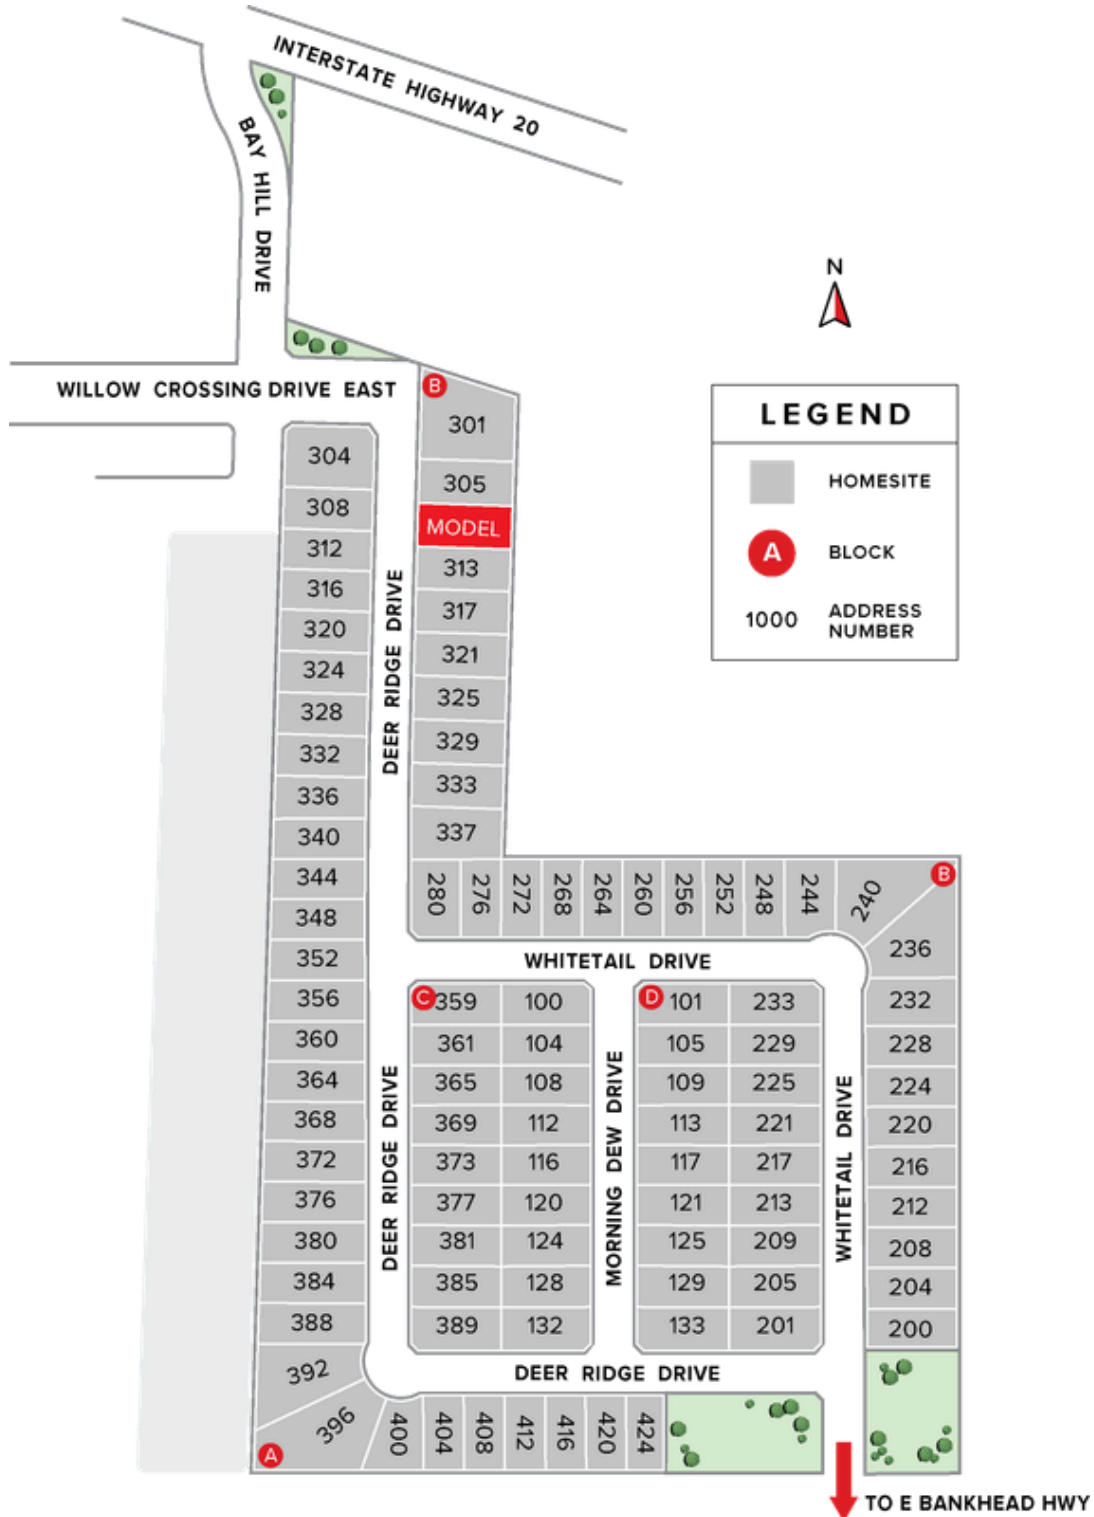 INTERSTATE HIGHWAY 20
BAY HILL DRIVE
N
WILLOW CROSSING DRIVE EAST
LEGEND
HOMESITE
A BLOCK
1000 ADDRESS
NUMBER
B
301
304
305
308
MODEL
312
313
316
317
320
321
324
325
328
329
332
333
336
337
340
344
348
352
356
360
364
368
372
376
380
384
388
392
396
A
DEER RIDGE DRIVE
280 276 272 268 264 260 256 252 248 244 240
B
236
232
228
224
220
216
212
208
204
200
WHITETAIL DRIVE
C
359 100
361 104
365 108
369 112
373 116
377 120
381 124
385 128
389 132
DEER RIDGE DRIVE
MORNING DEW DRIVE
D
101 233
105 229
109 225
113 221
117 217
121 213
125 209
129 205
133 201
WHITETAIL DRIVE
DEER RIDGE DRIVE
400 404 408 412 416 420 424
TO E BANKHEAD HWY